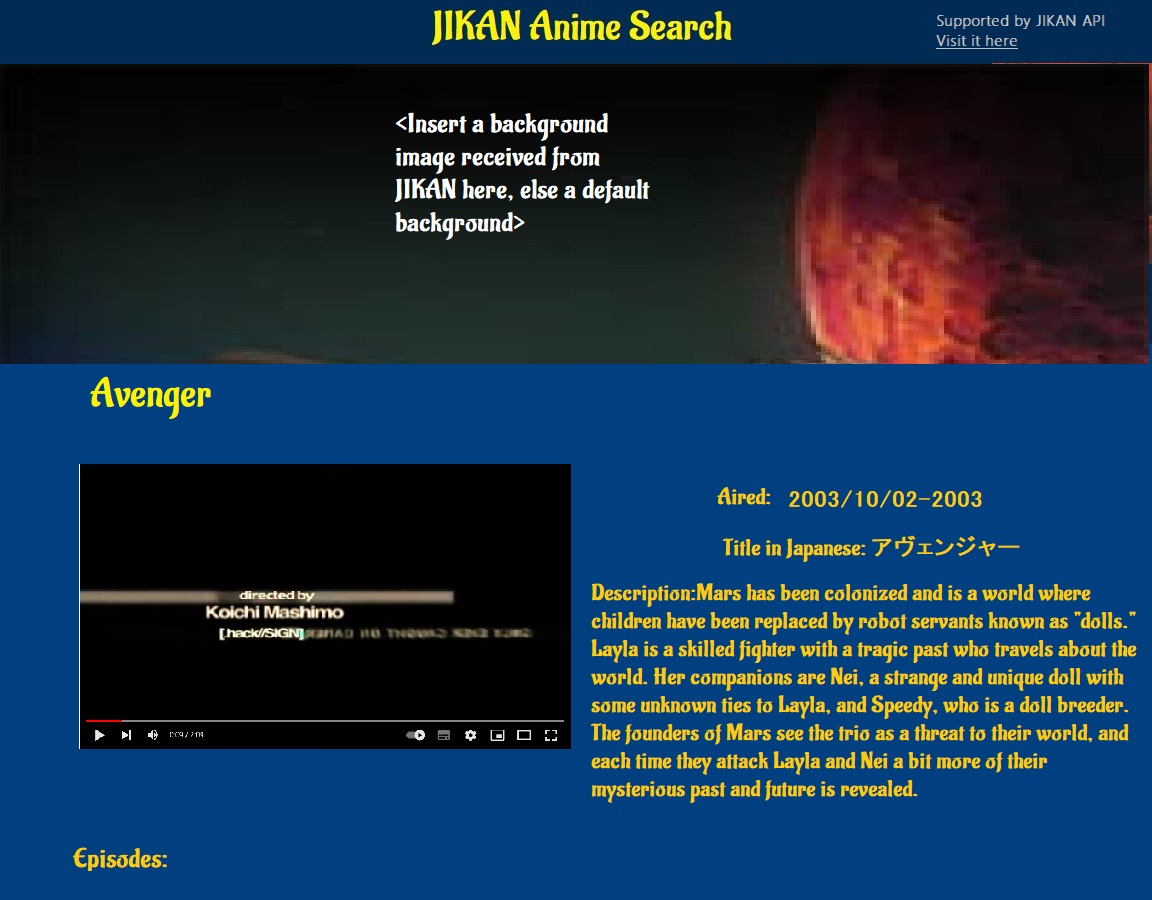 JIKAN Anime Search
Supported by JIKAN API
Visit it here
<Insert a background
image received from
JIKAN here, else a default
background>
Avenger
directed by
Koichi Mashimo
[.hack//SIGN]
0:09 / 2:01
Aired: 2003/10/02-2003
Title in Japanese: アヴェンジャー
Description:Mars has been colonized and is a world where
children have been replaced by robot servants known as "dolls."
Layla is a skilled fighter with a tragic past who travels about the
world. Her companions are Nei, a strange and unique doll with
some unknown ties to Layla, and Speedy, who is a doll breeder.
The founders of Mars see the trio as a threat to their world, and
each time they attack Layla and Nei a bit more of their
mysterious past and future is revealed.
Episodes: